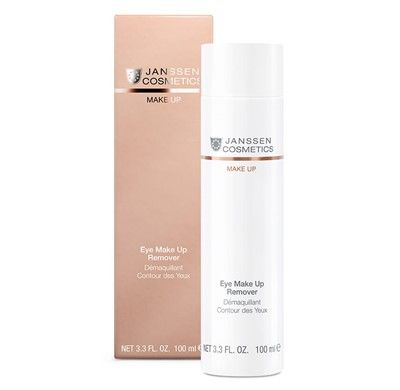 JANSSEN
COSMETICS
MAKE UP
Eye Make Up
Remover
Démaquillant
Contour des Yeux
NET 3.3 FL. OZ. 100 ml ℮
JANSSEN
COSMETICS
MAKE UP
Eye Make Up
Remover
Démaquillant
Contour des Yeux
NET 3.3 FL. OZ. 100 ml ℮